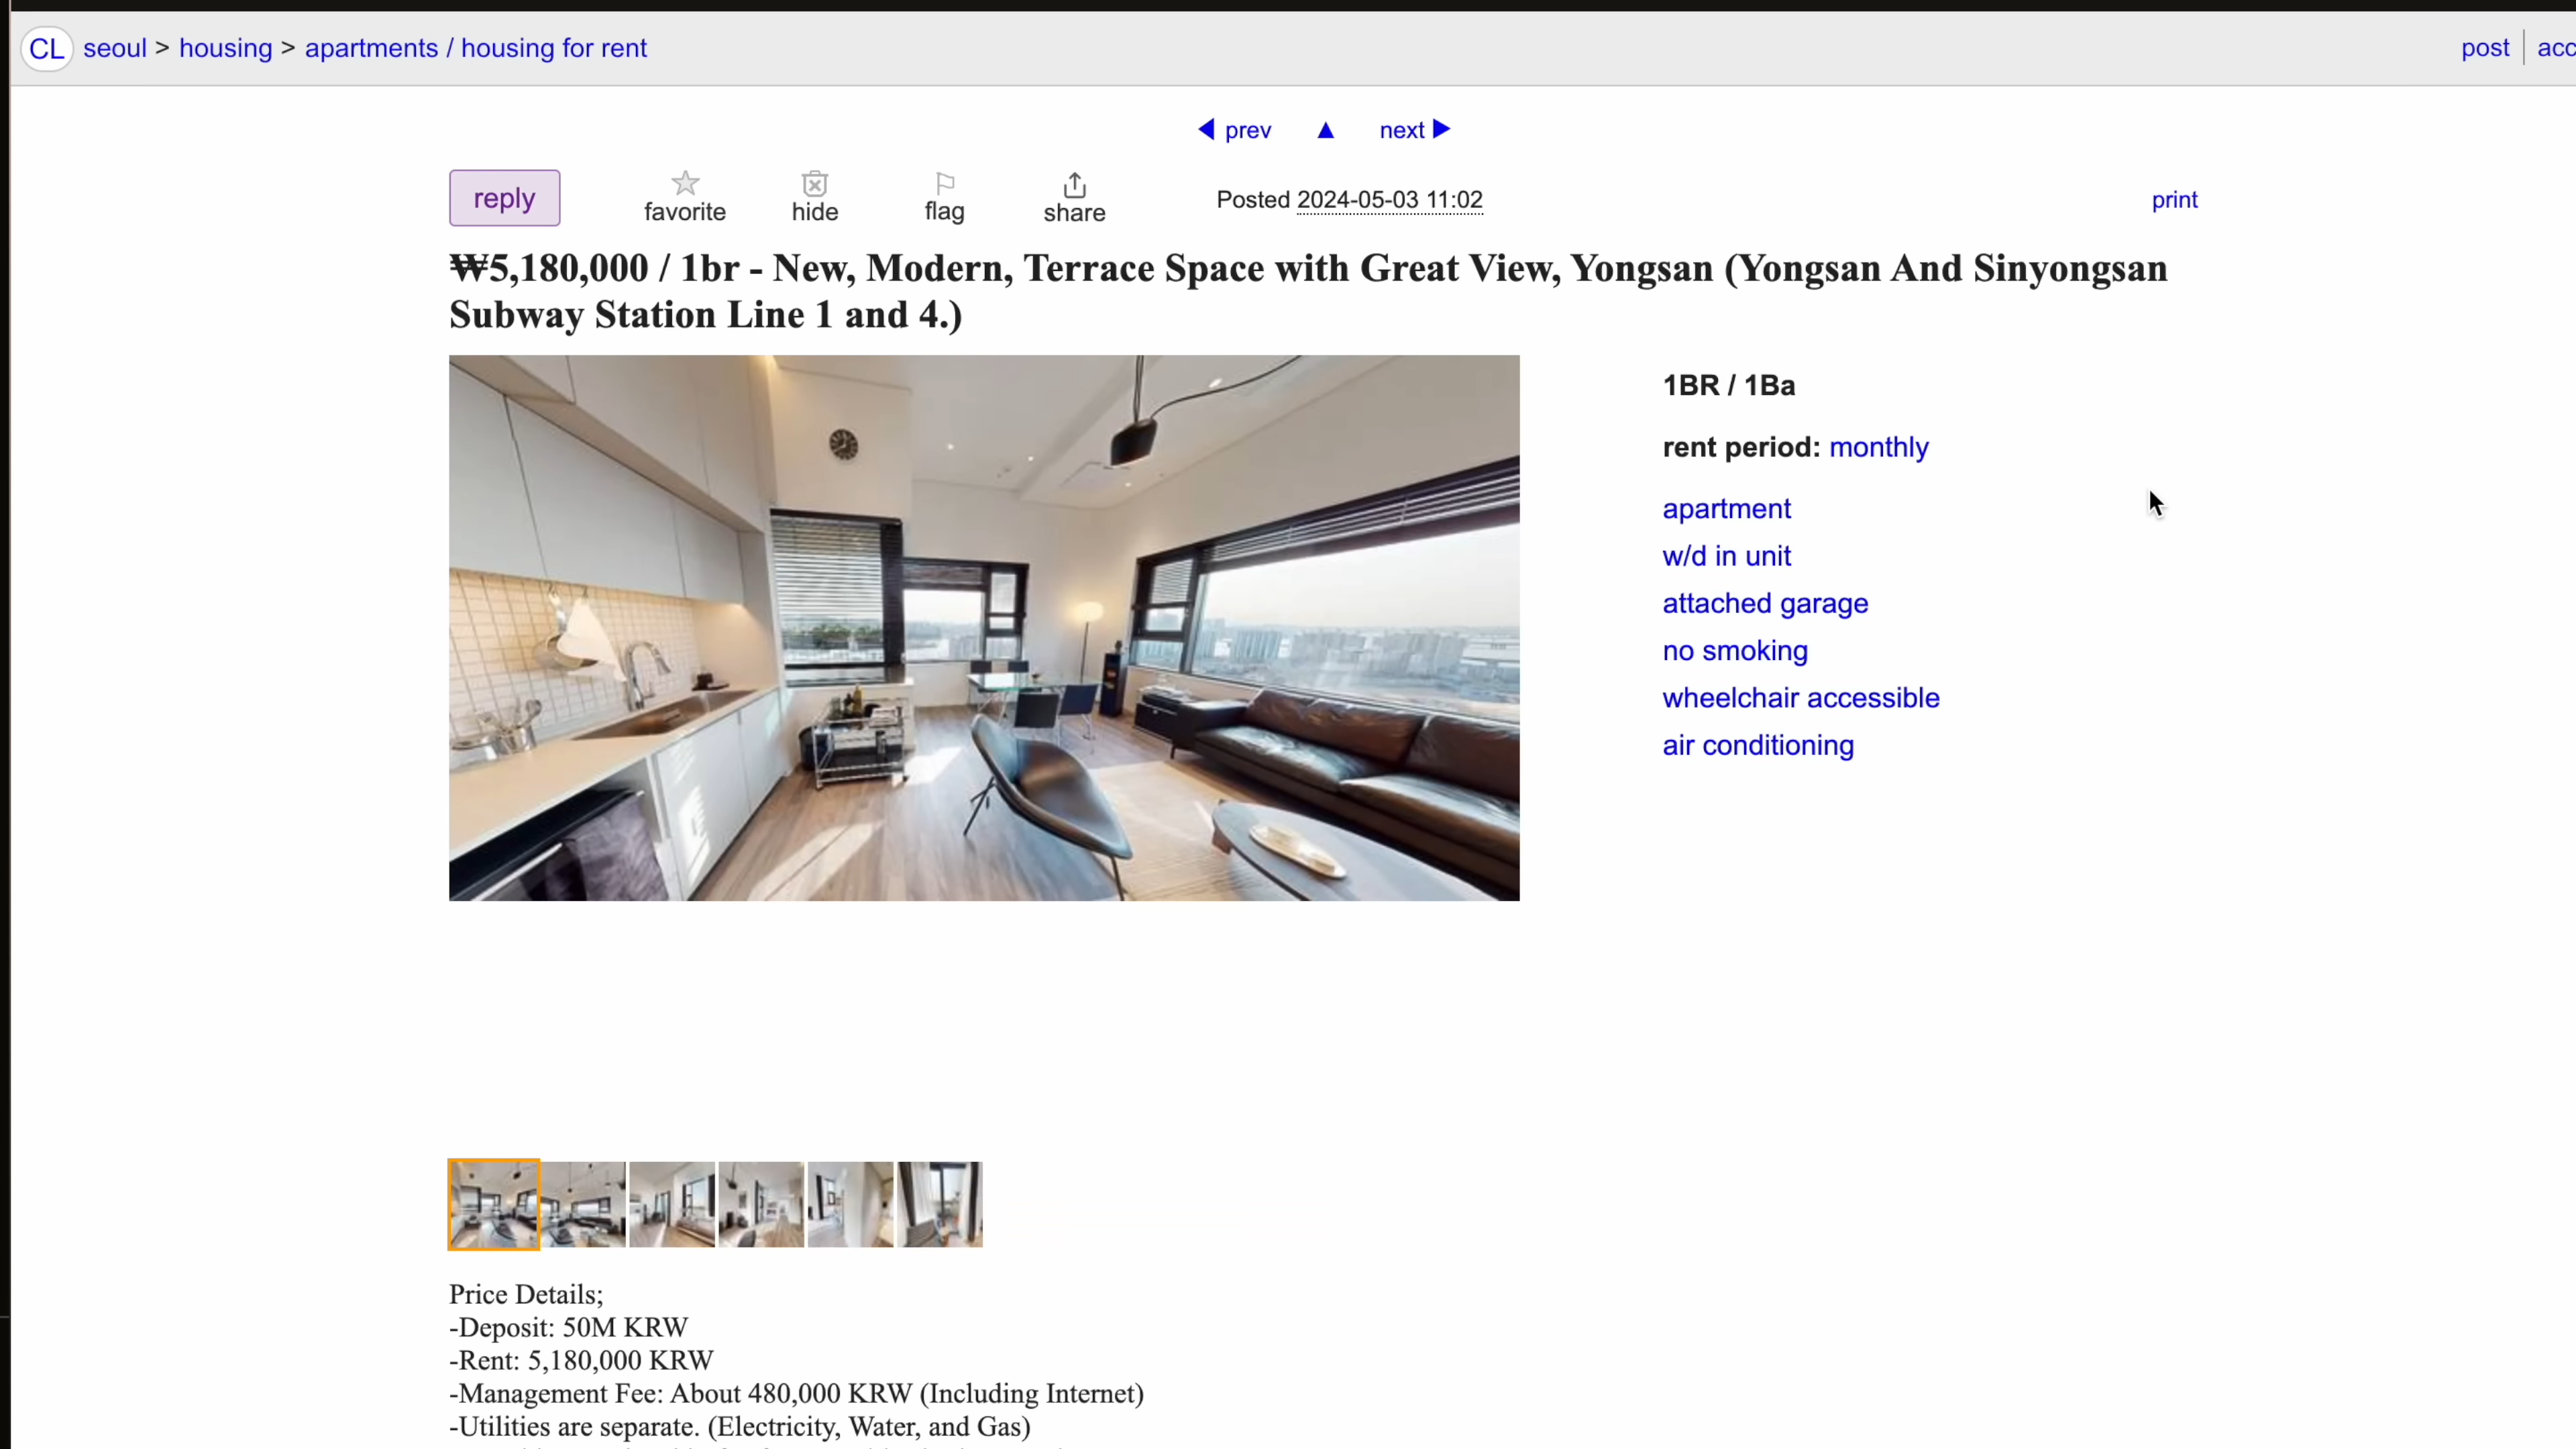 CL seoul > housing > apartments / housing for rent post acc
prev next
reply favorite hide flag share Posted 2024-05-03 11:02 print
₩5,180,000 / 1br - New, Modern, Terrace Space with Great View, Yongsan (Yongsan And Sinyongsan
Subway Station Line 1 and 4.)
1BR / 1Ba
rent period: monthly
apartment
w/d in unit
attached garage
no smoking
wheelchair accessible
air conditioning
Price Details;
-Deposit: 50M KRW
-Rent: 5,180,000 KRW
-Management Fee: About 480,000 KRW (Including Internet)
-Utilities are separate. (Electricity, Water, and Gas)